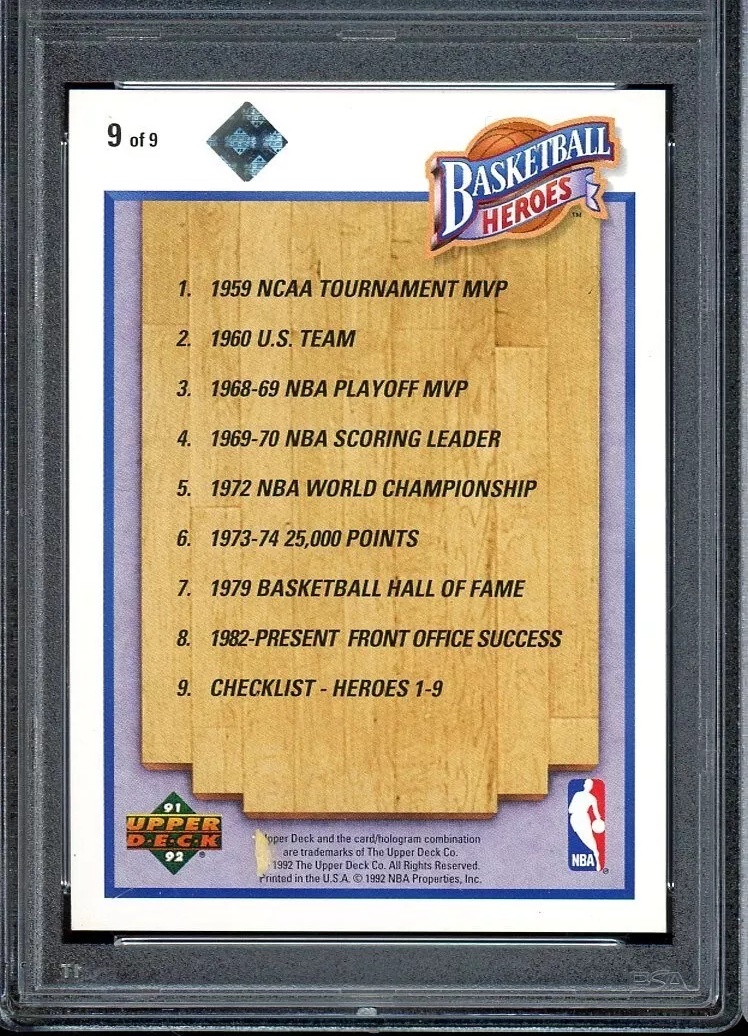 9 of 9
BASKETBALL
HEROES™
1. 1959 NCAA TOURNAMENT MVP
2. 1960 U.S. TEAM
3. 1968-69 NBA PLAYOFF MVP
4. 1969-70 NBA SCORING LEADER
5. 1972 NBA WORLD CHAMPIONSHIP
6. 1973-74 25,000 POINTS
7. 1979 BASKETBALL HALL OF FAME
8. 1982-PRESENT FRONT OFFICE SUCCESS
9. CHECKLIST - HEROES 1-9
91
UPPER
D·E·C·K
92 ®
Deck and the card/hologram combination
are trademarks of The Upper Deck Co.
1992 The Upper Deck Co. All Rights Reserved.
Printed in the U.S.A. © 1992 NBA Properties, Inc.
NBA ®
PSA